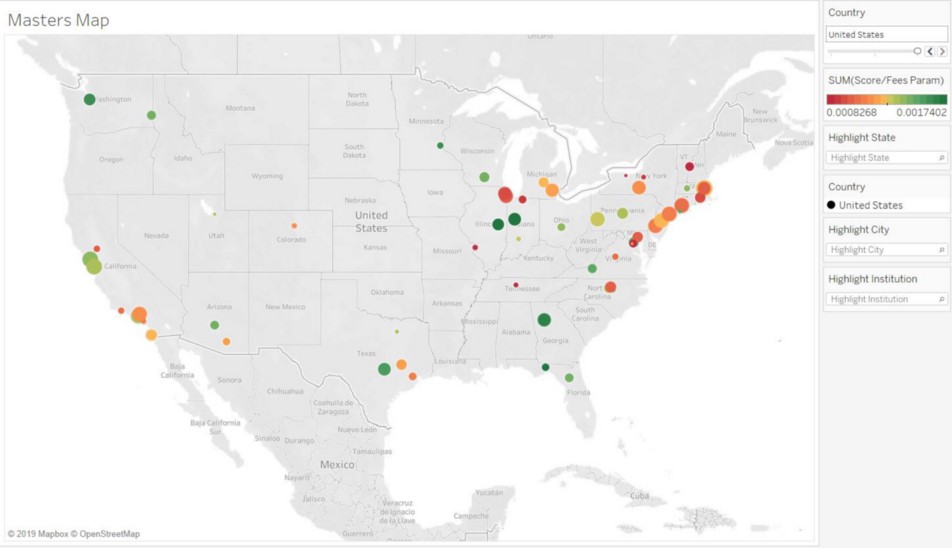 Masters Map
Ontario
Washington
Montana
North
Dakota
Minnesota
Oregon
Idaho
South
Dakota
Wisconsin
Michigan
Wyoming
Iowa
Nebraska
United
States
Nevada
Utah
Colorado
Kansas
Missouri
Illinois
Indiana
Ohio
Pennsylvania
New York
VT
Maine
New
Brunswick
Nova Scotia
West
Virginia
DE
Virginia
Kentucky
California
Arizona
New Mexico
Oklahoma
Arkansas
Tennessee
North
Carolina
South
Carolina
Mississippi
Alabama
Georgia
Texas
Louisiana
Florida
Baja
California
Sonora
Chihuahua
Coahuila de
Zaragoza
Baja California
Sur
Sinaloa
Durango
Nuevo León
Tamaulipas
Mexico
Nayarit
Jalisco
Veracruz
de Ignacio
de la Llave
Yucatán
Campeche
Guerrero
Cuba
© 2019 Mapbox © OpenStreetMap
Country
United States
SUM(Score/Fees Param)
0.0008268 0.0017402
Highlight State
Highlight State
Country
United States
Highlight City
Highlight City
Highlight Institution
Highlight Institution